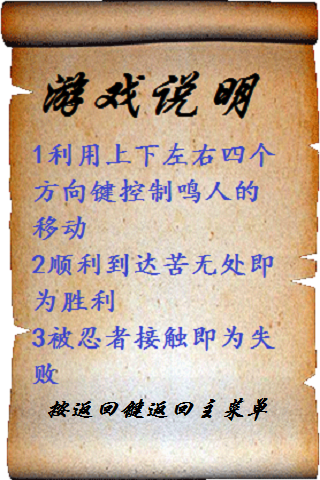 游戏说明
1利用上下左右四个
方向键控制鸣人的
移动
2顺利到达苦无处即
为胜利
3被忍者接触即为失
败
按返回键返回主菜单